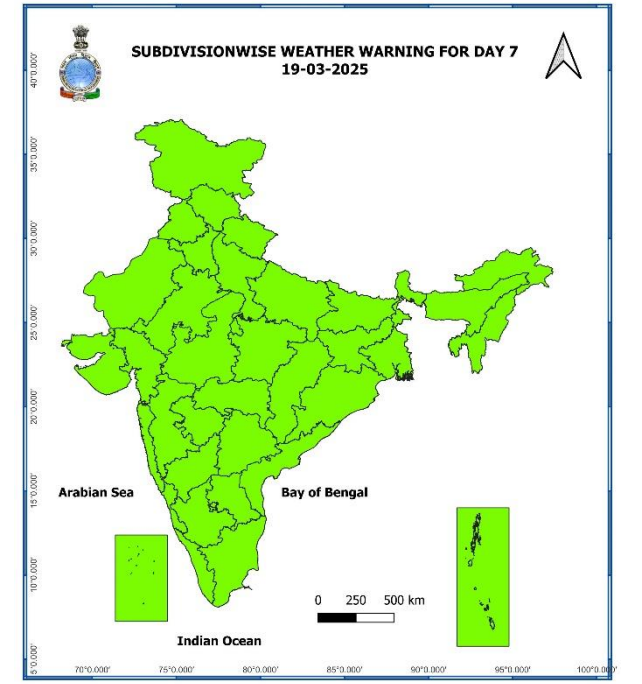 SUBDIVISIONWISE WEATHER WARNING FOR DAY 7
19-03-2025
40°0.000'
35°0.000'
30°0.000'
25°0.000'
20°0.000'
15°0.000'
10°0.000'
5°0.000'
Arabian Sea
Bay of Bengal
0 250 500 km
Indian Ocean
70°0.000' 75°0.000' 80°0.000' 85°0.000' 90°0.000' 95°0.000' 100°0.000'